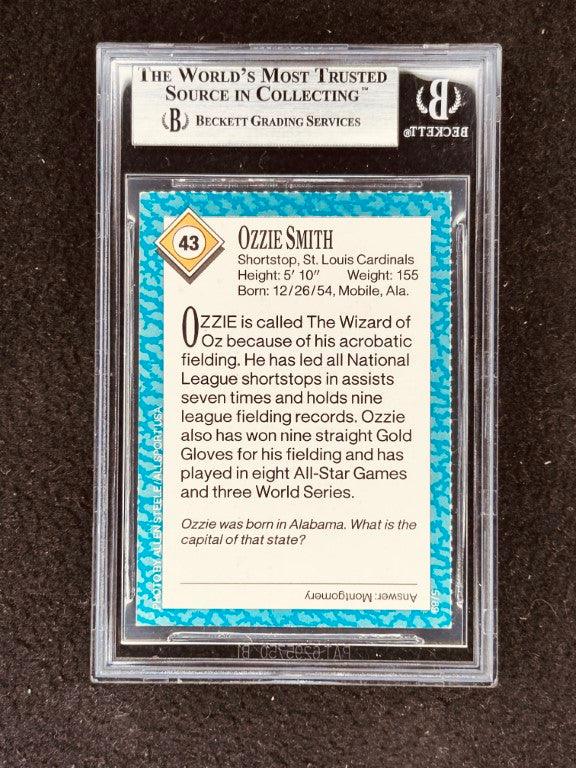 THE WORLD'S MOST TRUSTED
SOURCE IN COLLECTING™
B BECKETT GRADING SERVICES
B
BECKETT®
43
OZZIE SMITH
Shortstop, St. Louis Cardinals
Height: 5' 10" Weight: 155
Born: 12/26/54, Mobile, Ala.
OZZIE is called The Wizard of
Oz because of his acrobatic
fielding. He has led all National
League shortstops in assists
seven times and holds nine
league fielding records. Ozzie
also has won nine straight Gold
Gloves for his fielding and has
played in eight All-Star Games
and three World Series.
Ozzie was born in Alabama. What is the
capital of that state?
Answer: Montgomery
PHOTO BY ALLEN STEELE/ALLSPORT USA
5/89